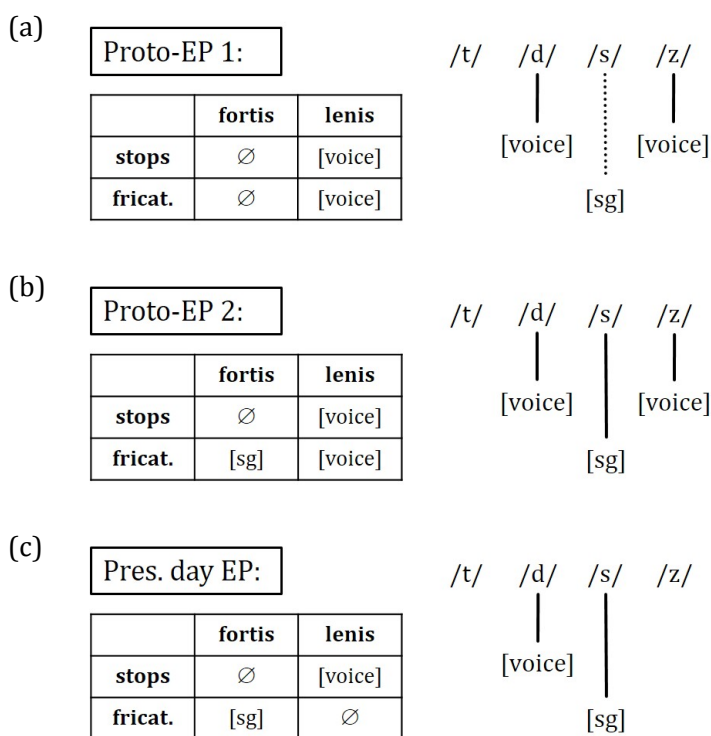 (a)
Proto-EP 1:
/t/ /d/ /s/ /z/
fortis lenis
stops ∅ [voice]
fricat. ∅ [voice]
[voice] [voice]
[sg]
(b)
Proto-EP 2:
/t/ /d/ /s/ /z/
fortis lenis
stops ∅ [voice]
fricat. [sg] [voice]
[voice] [voice]
[sg]
(c)
Pres. day EP:
/t/ /d/ /s/ /z/
fortis lenis
stops ∅ [voice]
fricat. [sg] ∅
[voice]
[sg]